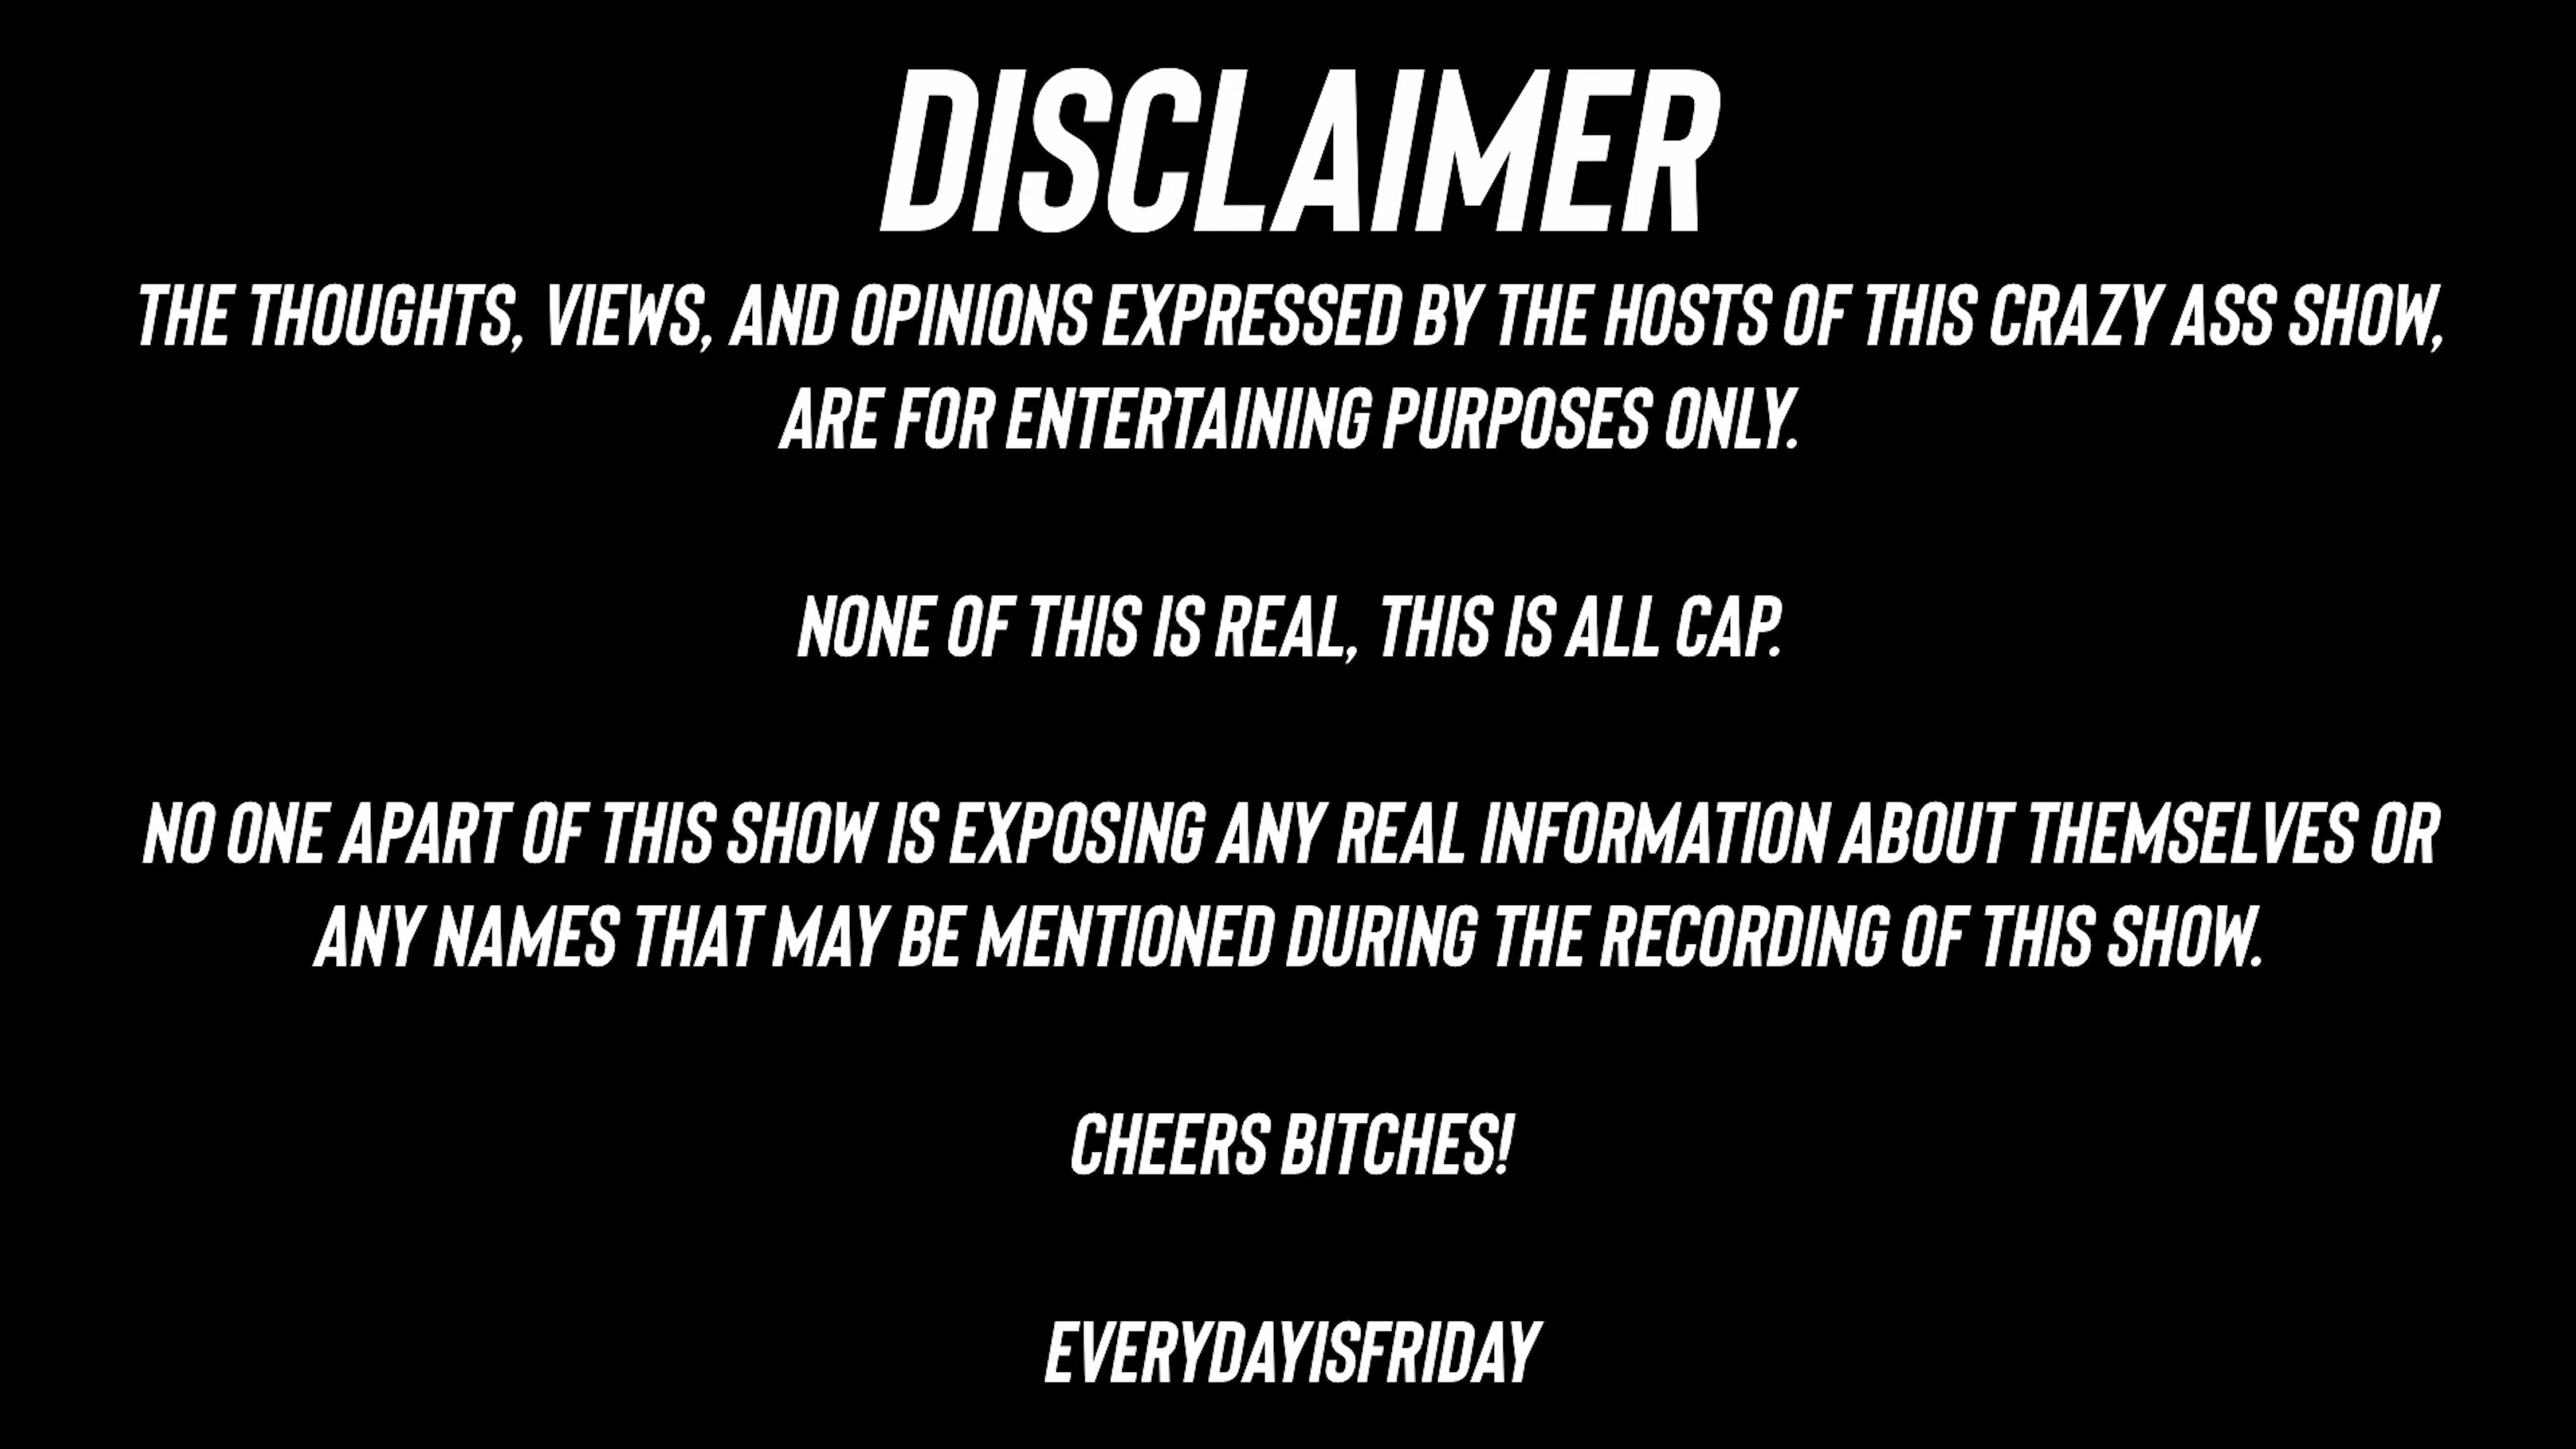 DISCLAIMER
THE THOUGHTS, VIEWS, AND OPINIONS EXPRESSED BY THE HOSTS OF THIS CRAZY ASS SHOW,
ARE FOR ENTERTAINING PURPOSES ONLY.
NONE OF THIS IS REAL, THIS IS ALL CAP.
NO ONE APART OF THIS SHOW IS EXPOSING ANY REAL INFORMATION ABOUT THEMSELVES OR
ANY NAMES THAT MAY BE MENTIONED DURING THE RECORDING OF THIS SHOW.
CHEERS BITCHES!
EVERYDAYISFRIDAY